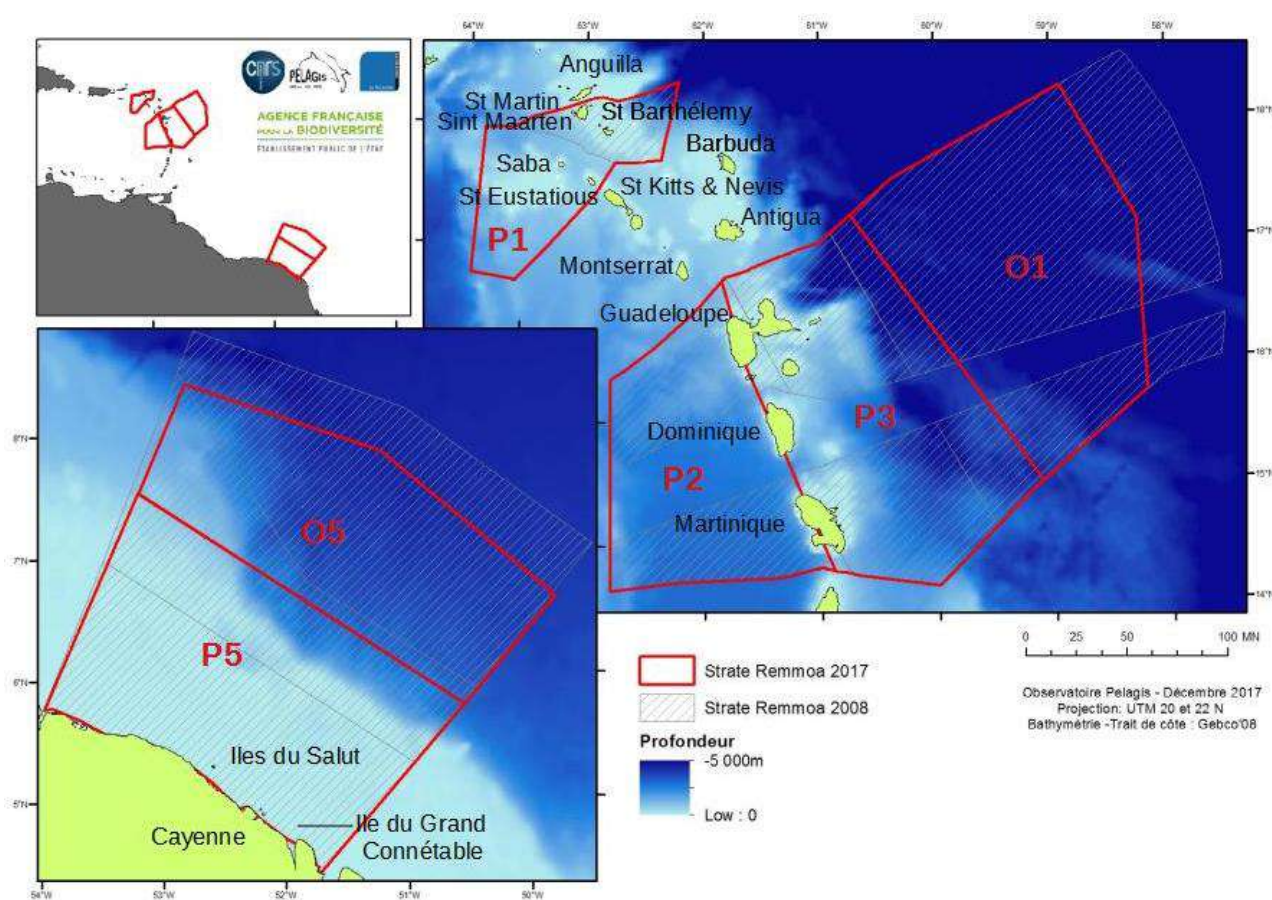 cnrs
PELAGIS
AGENCE FRANÇAISE
POUR LA BIODIVERSITÉ
ÉTABLISSEMENT PUBLIC DE L'ÉTAT
64°W
63°W
62°W
61°W
60°W
59°W
58°W
Anguilla
St Martin
St Barthélemy
Sint Maarten
Barbuda
Saba
St Kitts & Nevis
St Eustatious
Antigua
P1
Montserrat
O1
Guadeloupe
P3
Dominique
P2
Martinique
18°N
17°N
16°N
15°N
14°N
62°W
61°W
8°N
7°N
6°N
5°N
O5
P5
Iles du Salut
Ile du Grand
Connétable
Cayenne
54°W
53°W
52°W
51°W
50°W
Strate Remmoa 2017
Strate Remmoa 2008
Profondeur
-5 000m
Low : 0
0 25 50 100 MN
Observatoire Pelagis - Décembre 2017
Projection: UTM 20 et 22 N
Bathymétrie -Trait de côte : Gebco'08